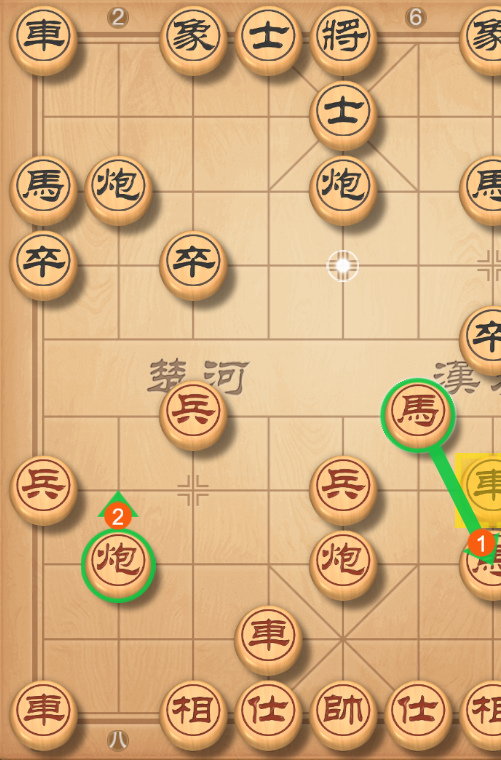 2 6
車 象 士 將 象
士
馬 炮 炮 馬
卒 卒
卒
楚 河 漢
兵 馬
兵 兵 車
2 1
炮 炮 馬
車
車 相 仕 帥 仕 相
八